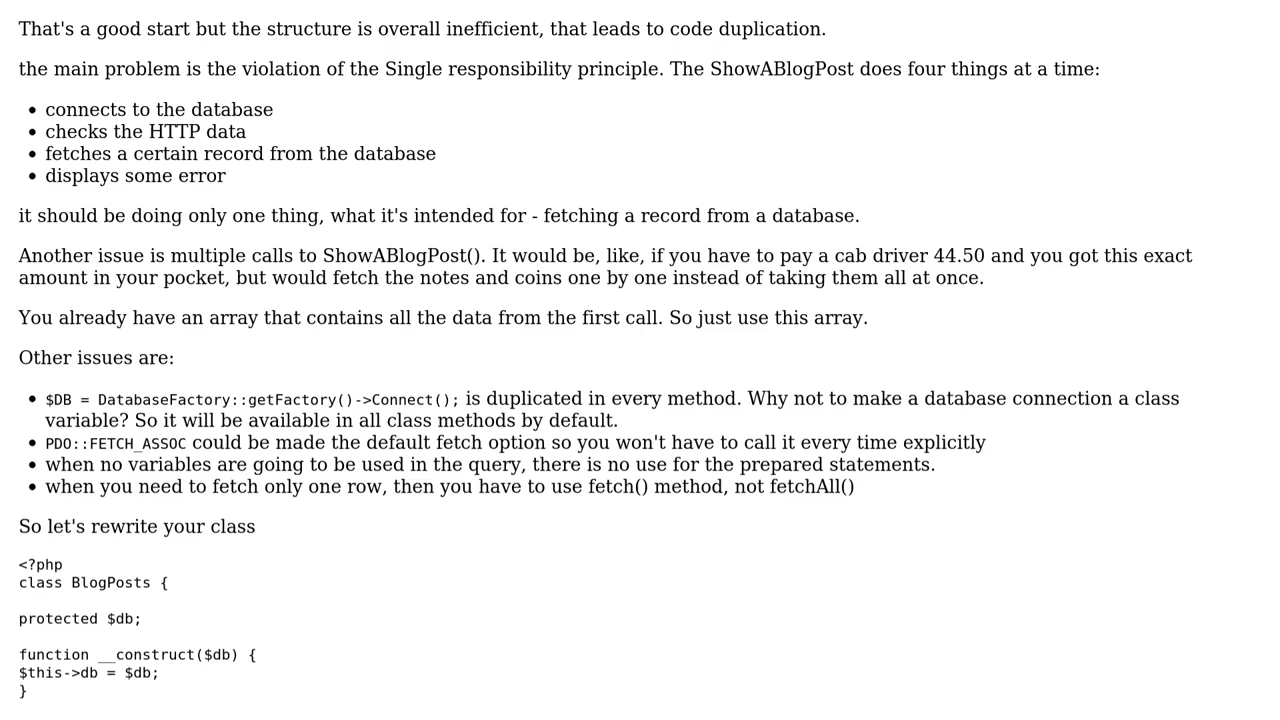 That's a good start but the structure is overall inefficient, that leads to code duplication.
the main problem is the violation of the Single responsibility principle. The ShowABlogPost does four things at a time:
• connects to the database
• checks the HTTP data
• fetches a certain record from the database
• displays some error
it should be doing only one thing, what it's intended for - fetching a record from a database.
Another issue is multiple calls to ShowABlogPost(). It would be, like, if you have to pay a cab driver 44.50 and you got this exact
amount in your pocket, but would fetch the notes and coins one by one instead of taking them all at once.
You already have an array that contains all the data from the first call. So just use this array.
Other issues are:
• $DB = DatabaseFactory::getFactory()->Connect(); is duplicated in every method. Why not to make a database connection a class
variable? So it will be available in all class methods by default.
• PDO::FETCH_ASSOC could be made the default fetch option so you won't have to call it every time explicitly
• when no variables are going to be used in the query, there is no use for the prepared statements.
• when you need to fetch only one row, then you have to use fetch() method, not fetchAll()
So let's rewrite your class
<?php
class BlogPosts {
protected $db;
function __construct($db) {
$this->db = $db;
}